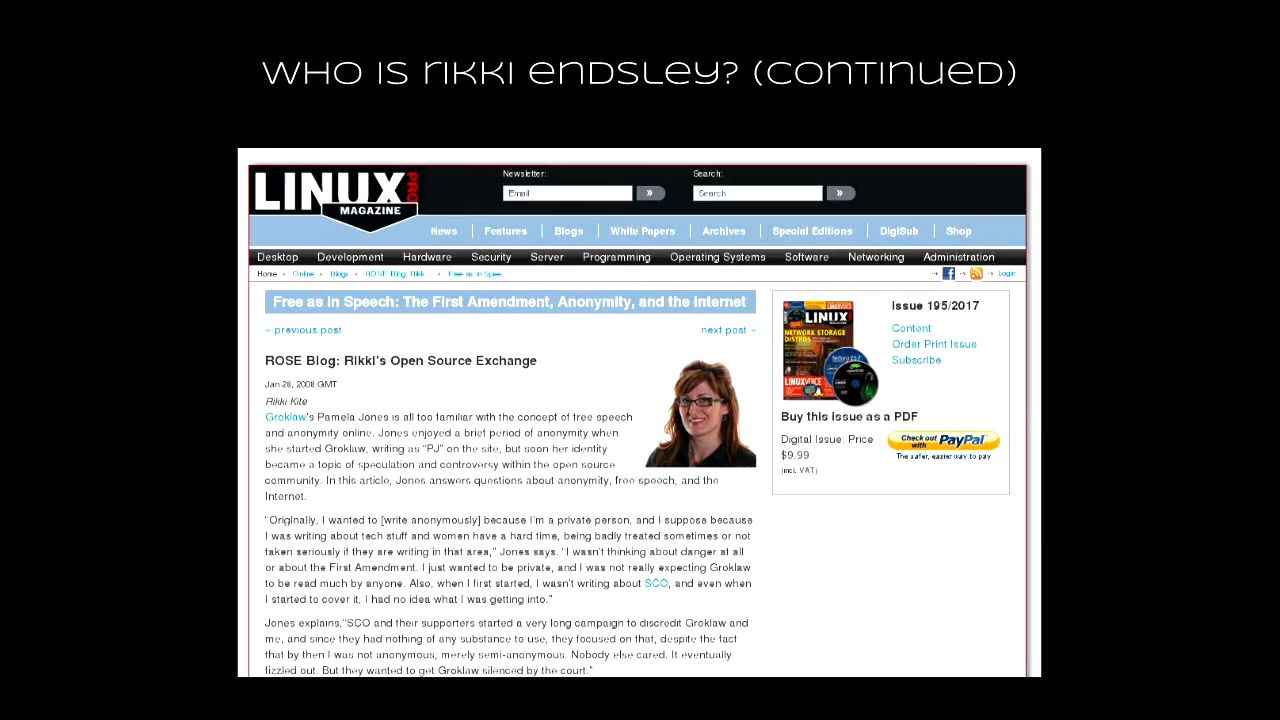 WHO IS RIKKI ENDSLEY? (CONTINUED)
LINUX PRO
MAGAZINE
Newsletter:
Search:
Email
»
Search
»
News
Features
Blogs
White Papers
Archives
Special Editions
DigiSub
Shop
Desktop
Development
Hardware
Security
Server
Programming
Operating Systems
Software
Networking
Administration
Home
Online
Blogs
ROSE Blog: Rikk...
Free as in Spee...
Login
Free as in Speech: The First Amendment, Anonymity, and the Internet
« previous post
next post »
ROSE Blog: Rikki's Open Source Exchange
Jan 28, 2008 GMT
Rikki Kite
Groklaw's Pamela Jones is all too familiar with the concept of free speech
and anonymity online. Jones enjoyed a brief period of anonymity when
she started Groklaw, writing as "PJ" on the site, but soon her identity
became a topic of speculation and controversy within the open source
community. In this article, Jones answers questions about anonymity, free speech, and the
Internet.
"Originally, I wanted to [write anonymously] because I'm a private person, and I suppose because
I was writing about tech stuff and women have a hard time, being badly treated sometimes or not
taken seriously if they are writing in that area," Jones says. "I wasn't thinking about danger at all
or about the First Amendment. I just wanted to be private, and I was not really expecting Groklaw
to be read much by anyone. Also, when I first started, I wasn't writing about SCO, and even when
I started to cover it, I had no idea what I was getting into."
Jones explains,"SCO and their supporters started a very long campaign to discredit Groklaw and
me, and since they had nothing of any substance to use, they focused on that, despite the fact
that by then I was not anonymous, merely semi-anonymous. Nobody else cared. It eventually
fizzled out. But they wanted to get Groklaw silenced by the court."
LINUX
NETWORK STORAGE
DISTROS
LINUXVOICE
Issue 195/2017
Content
Order Print Issue
Subscribe
Buy this issue as a PDF
Digital Issue: Price
$9.99
(incl. VAT)
Check out
with PayPal
The safer, easier way to pay